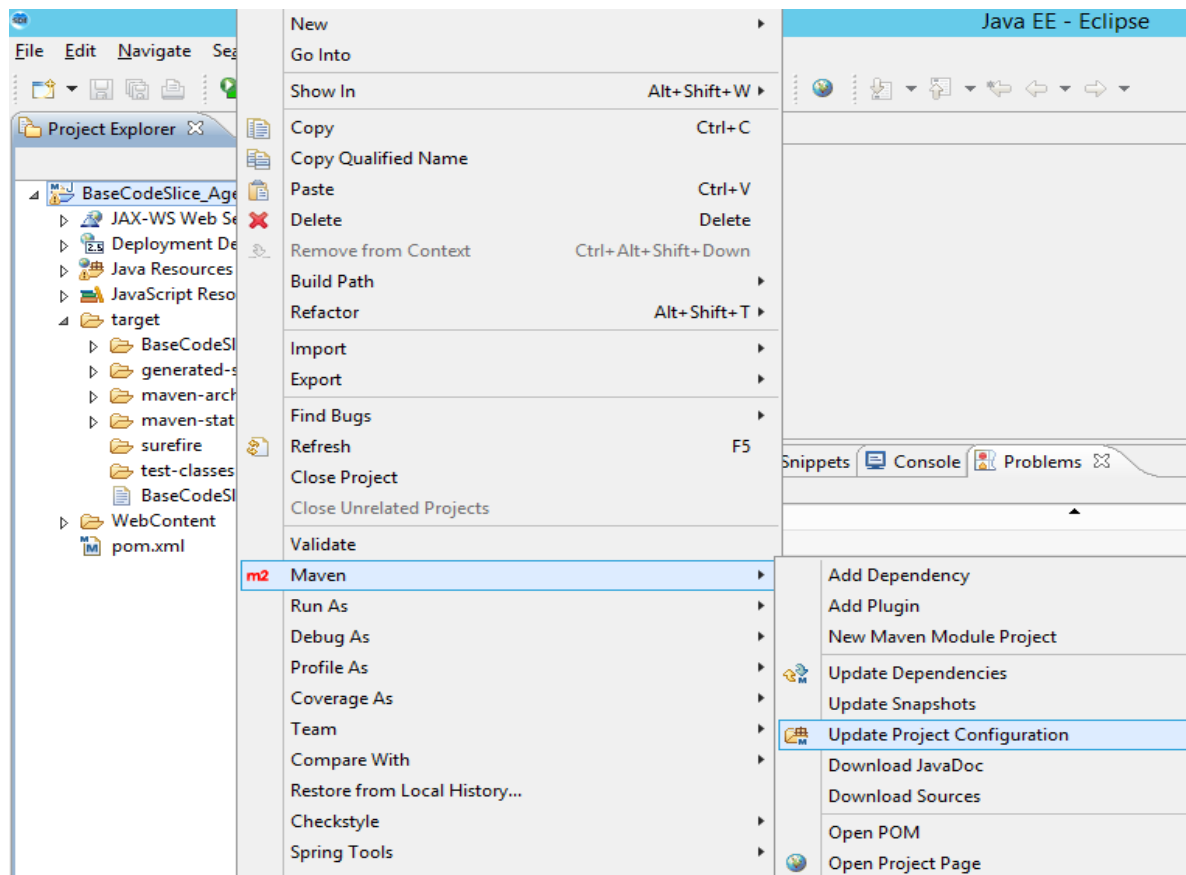 Java EE - Eclipse
File Edit Navigate Sea
Project Explorer
BaseCodeSlice_Age
JAX-WS Web Se
2.5 Deployment De
Java Resources
JavaScript Reso
target
BaseCodeSl
generated-s
maven-arch
maven-stat
surefire
test-classes
BaseCodeSl
WebContent
pom.xml
New
Go Into
Show In Alt+Shift+W
Copy Ctrl+C
Copy Qualified Name
Paste Ctrl+V
Delete Delete
Remove from Context Ctrl+Alt+Shift+Down
Build Path
Refactor Alt+Shift+T
Import
Export
Find Bugs
Refresh F5
Close Project
Close Unrelated Projects
Validate
m2 Maven
Run As
Debug As
Profile As
Coverage As
Team
Compare With
Restore from Local History...
Checkstyle
Spring Tools
Snippets Console Problems
Add Dependency
Add Plugin
New Maven Module Project
Update Dependencies
Update Snapshots
Update Project Configuration
Download JavaDoc
Download Sources
Open POM
Open Project Page